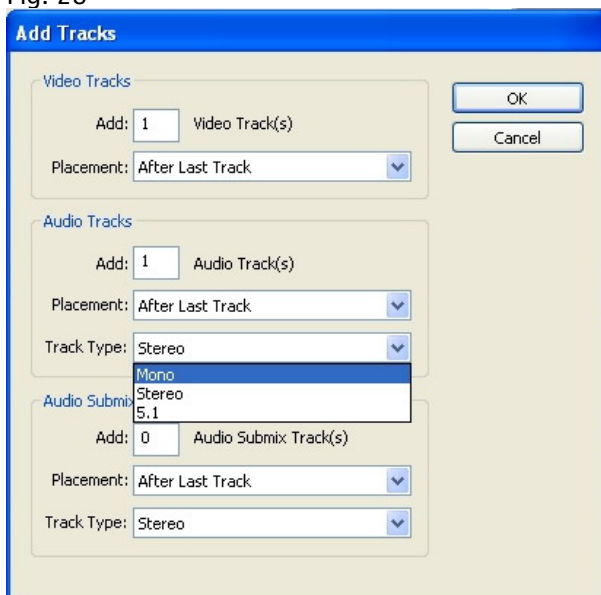 Fig. 28
Add Tracks
Video Tracks
Add: 1 Video Track(s)
Placement: After Last Track
OK
Cancel
Audio Tracks
Add: 1 Audio Track(s)
Placement: After Last Track
Track Type: Stereo
Mono
Stereo
5.1
Audio Submix
Add: 0 Audio Submix Track(s)
Placement: After Last Track
Track Type: Stereo